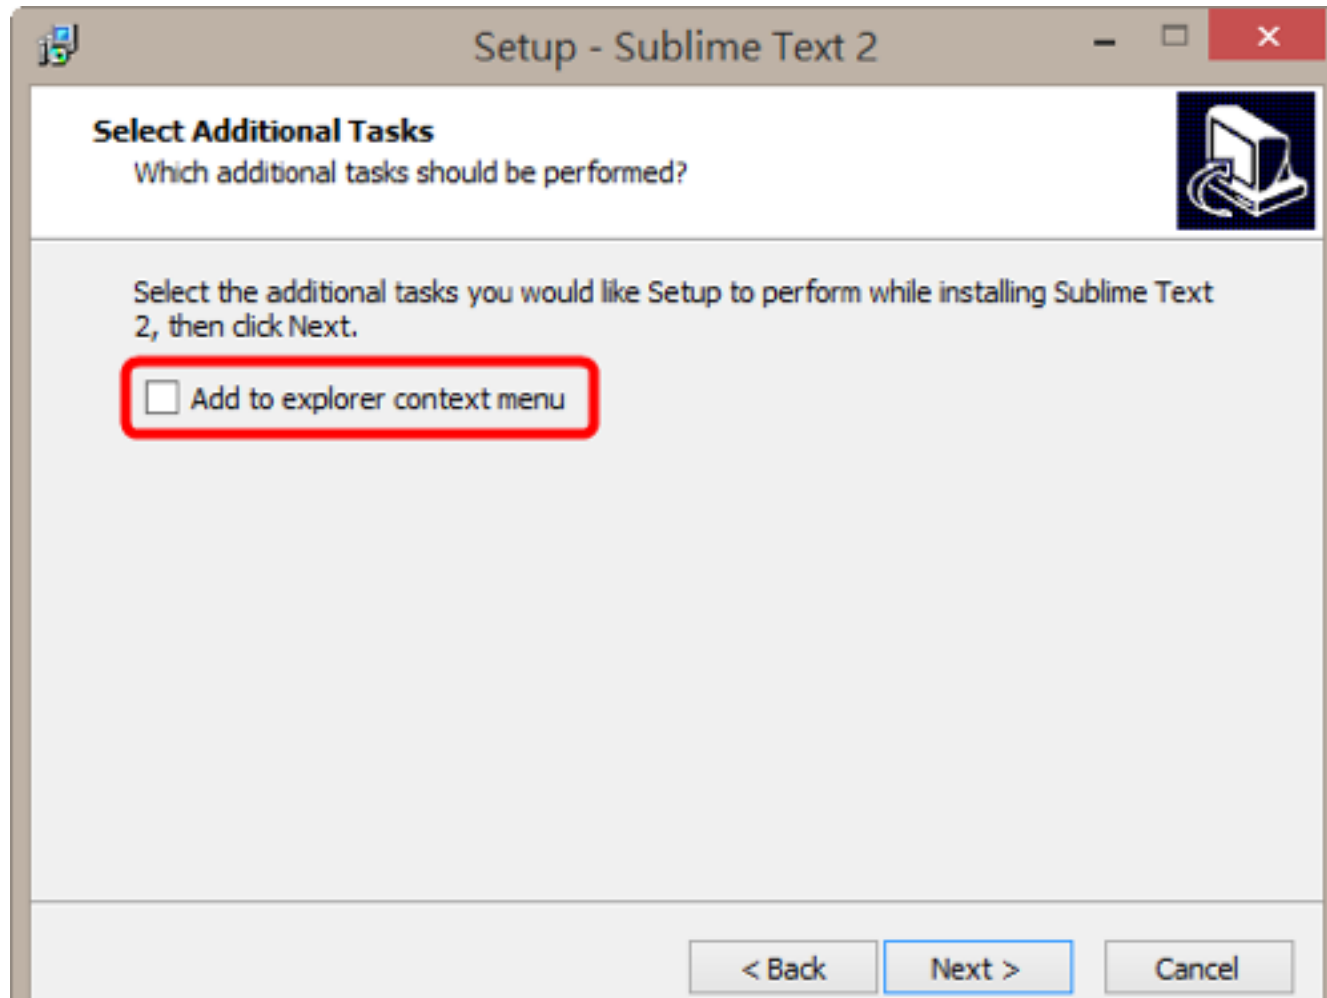 Setup - Sublime Text 2
Select Additional Tasks
Which additional tasks should be performed?
Select the additional tasks you would like Setup to perform while installing Sublime Text
2, then click Next.
Add to explorer context menu
< Back
Next >
Cancel